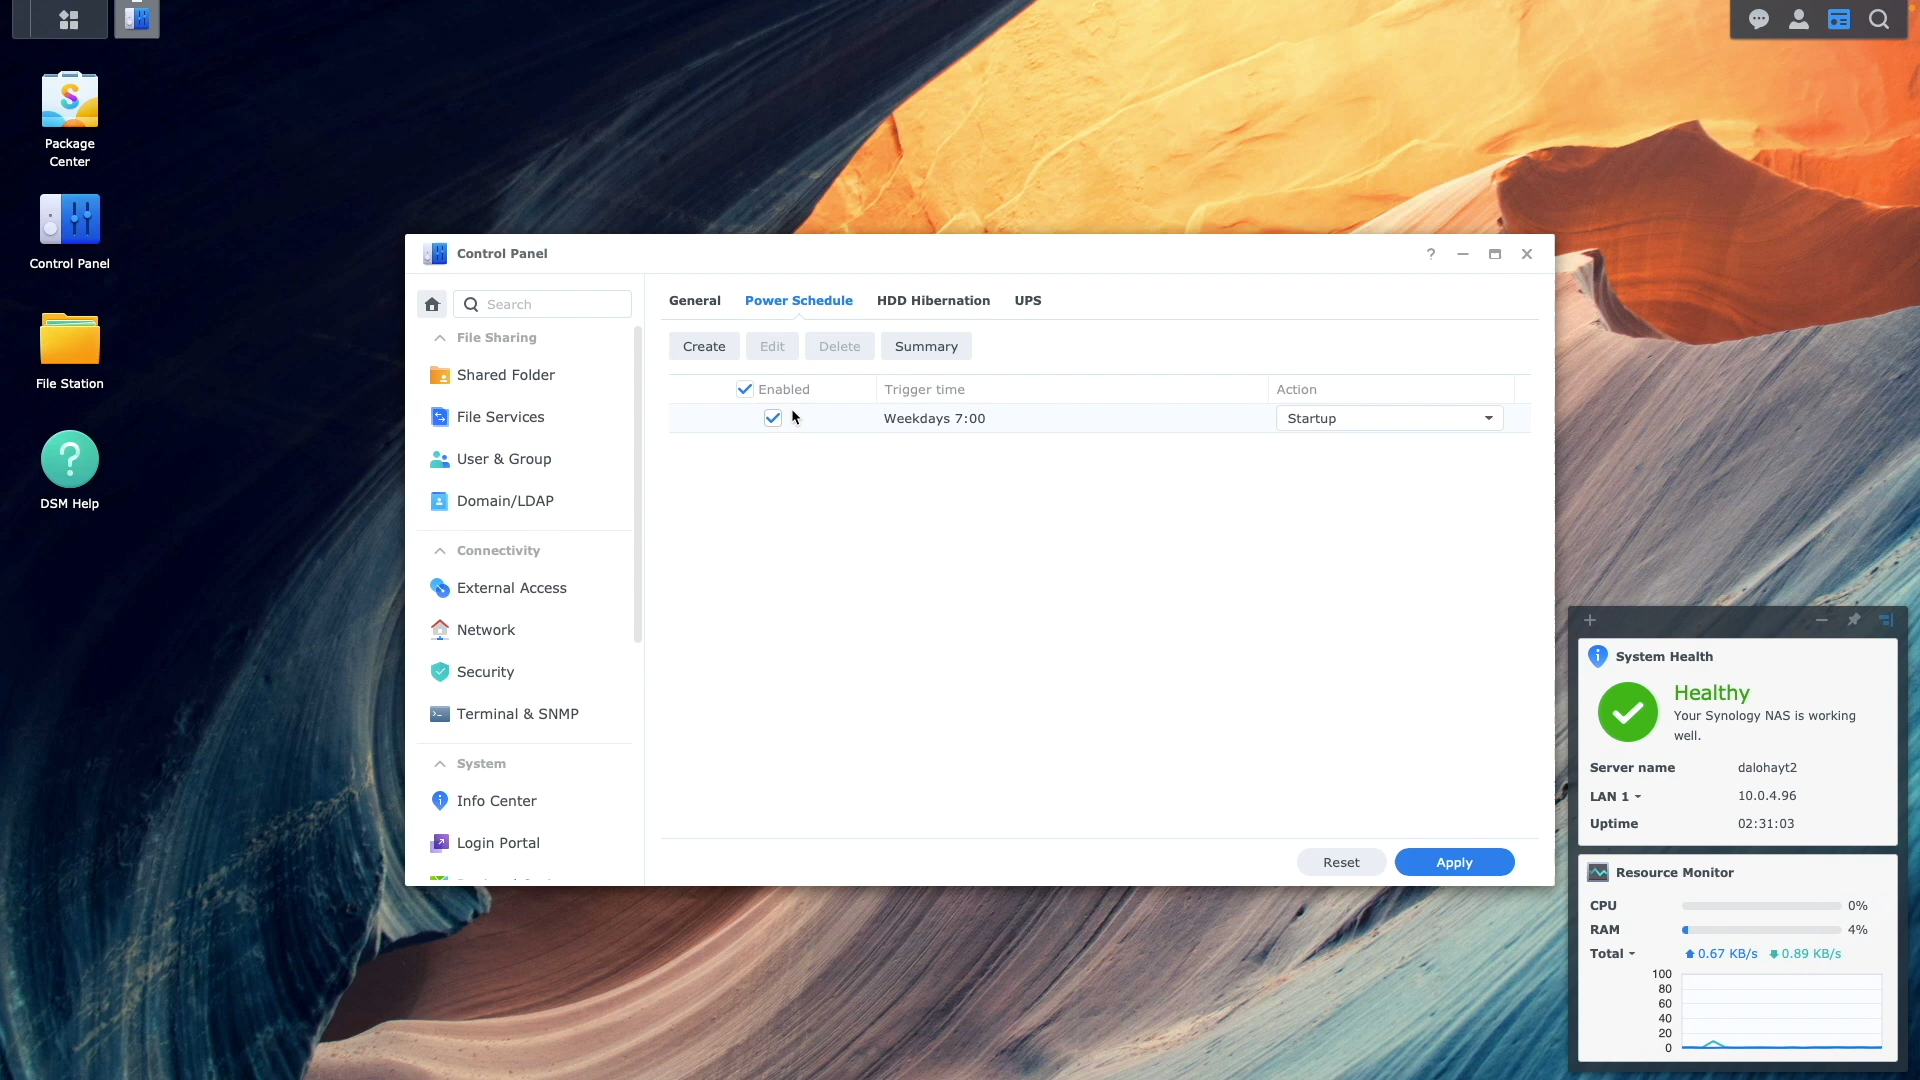 Package
Center
Control Panel
File Station
DSM Help
Control Panel
Search
File Sharing
Shared Folder
File Services
User & Group
Domain/LDAP
Connectivity
External Access
Network
Security
Terminal & SNMP
System
Info Center
Login Portal
General Power Schedule HDD Hibernation UPS
Create Edit Delete Summary
Enabled Trigger time Action
Weekdays 7:00 Startup
Reset Apply
System Health
Healthy
Your Synology NAS is working
well.
Server name dalohayt2
LAN 1 10.0.4.96
Uptime 02:31:03
Resource Monitor
CPU 0%
RAM 4%
Total 0.67 KB/s 0.89 KB/s
100
80
60
40
20
0